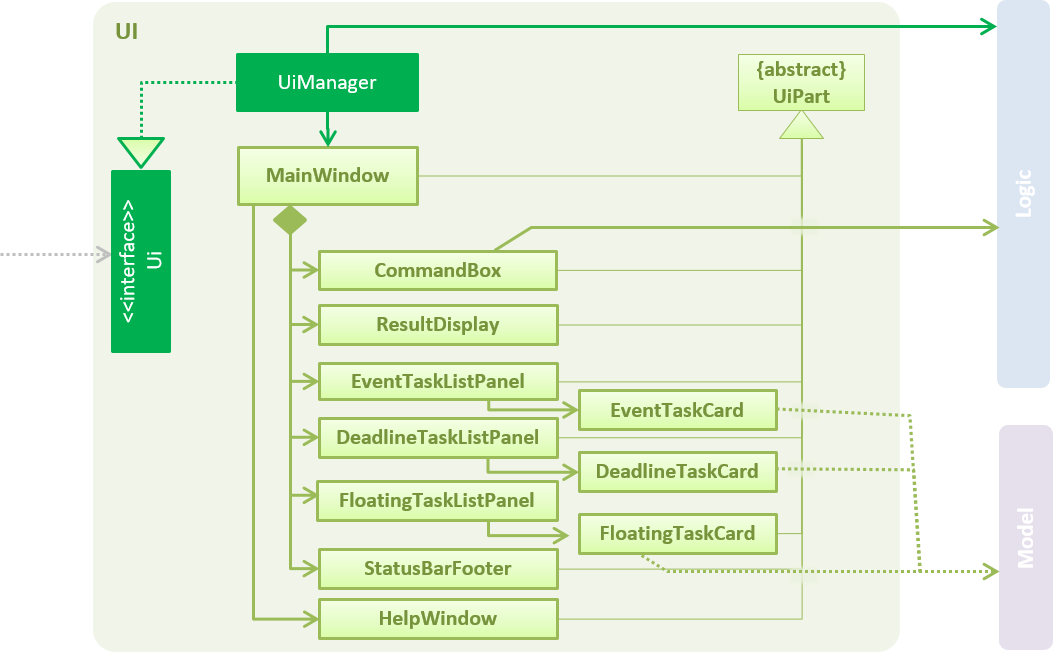 UI
UiManager
{abstract}
UiPart
MainWindow
<<interface>>
Ui
Logic
CommandBox
ResultDisplay
EventTaskListPanel
EventTaskCard
DeadlineTaskListPanel
DeadlineTaskCard
FloatingTaskListPanel
FloatingTaskCard
Model
StatusBarFooter
HelpWindow